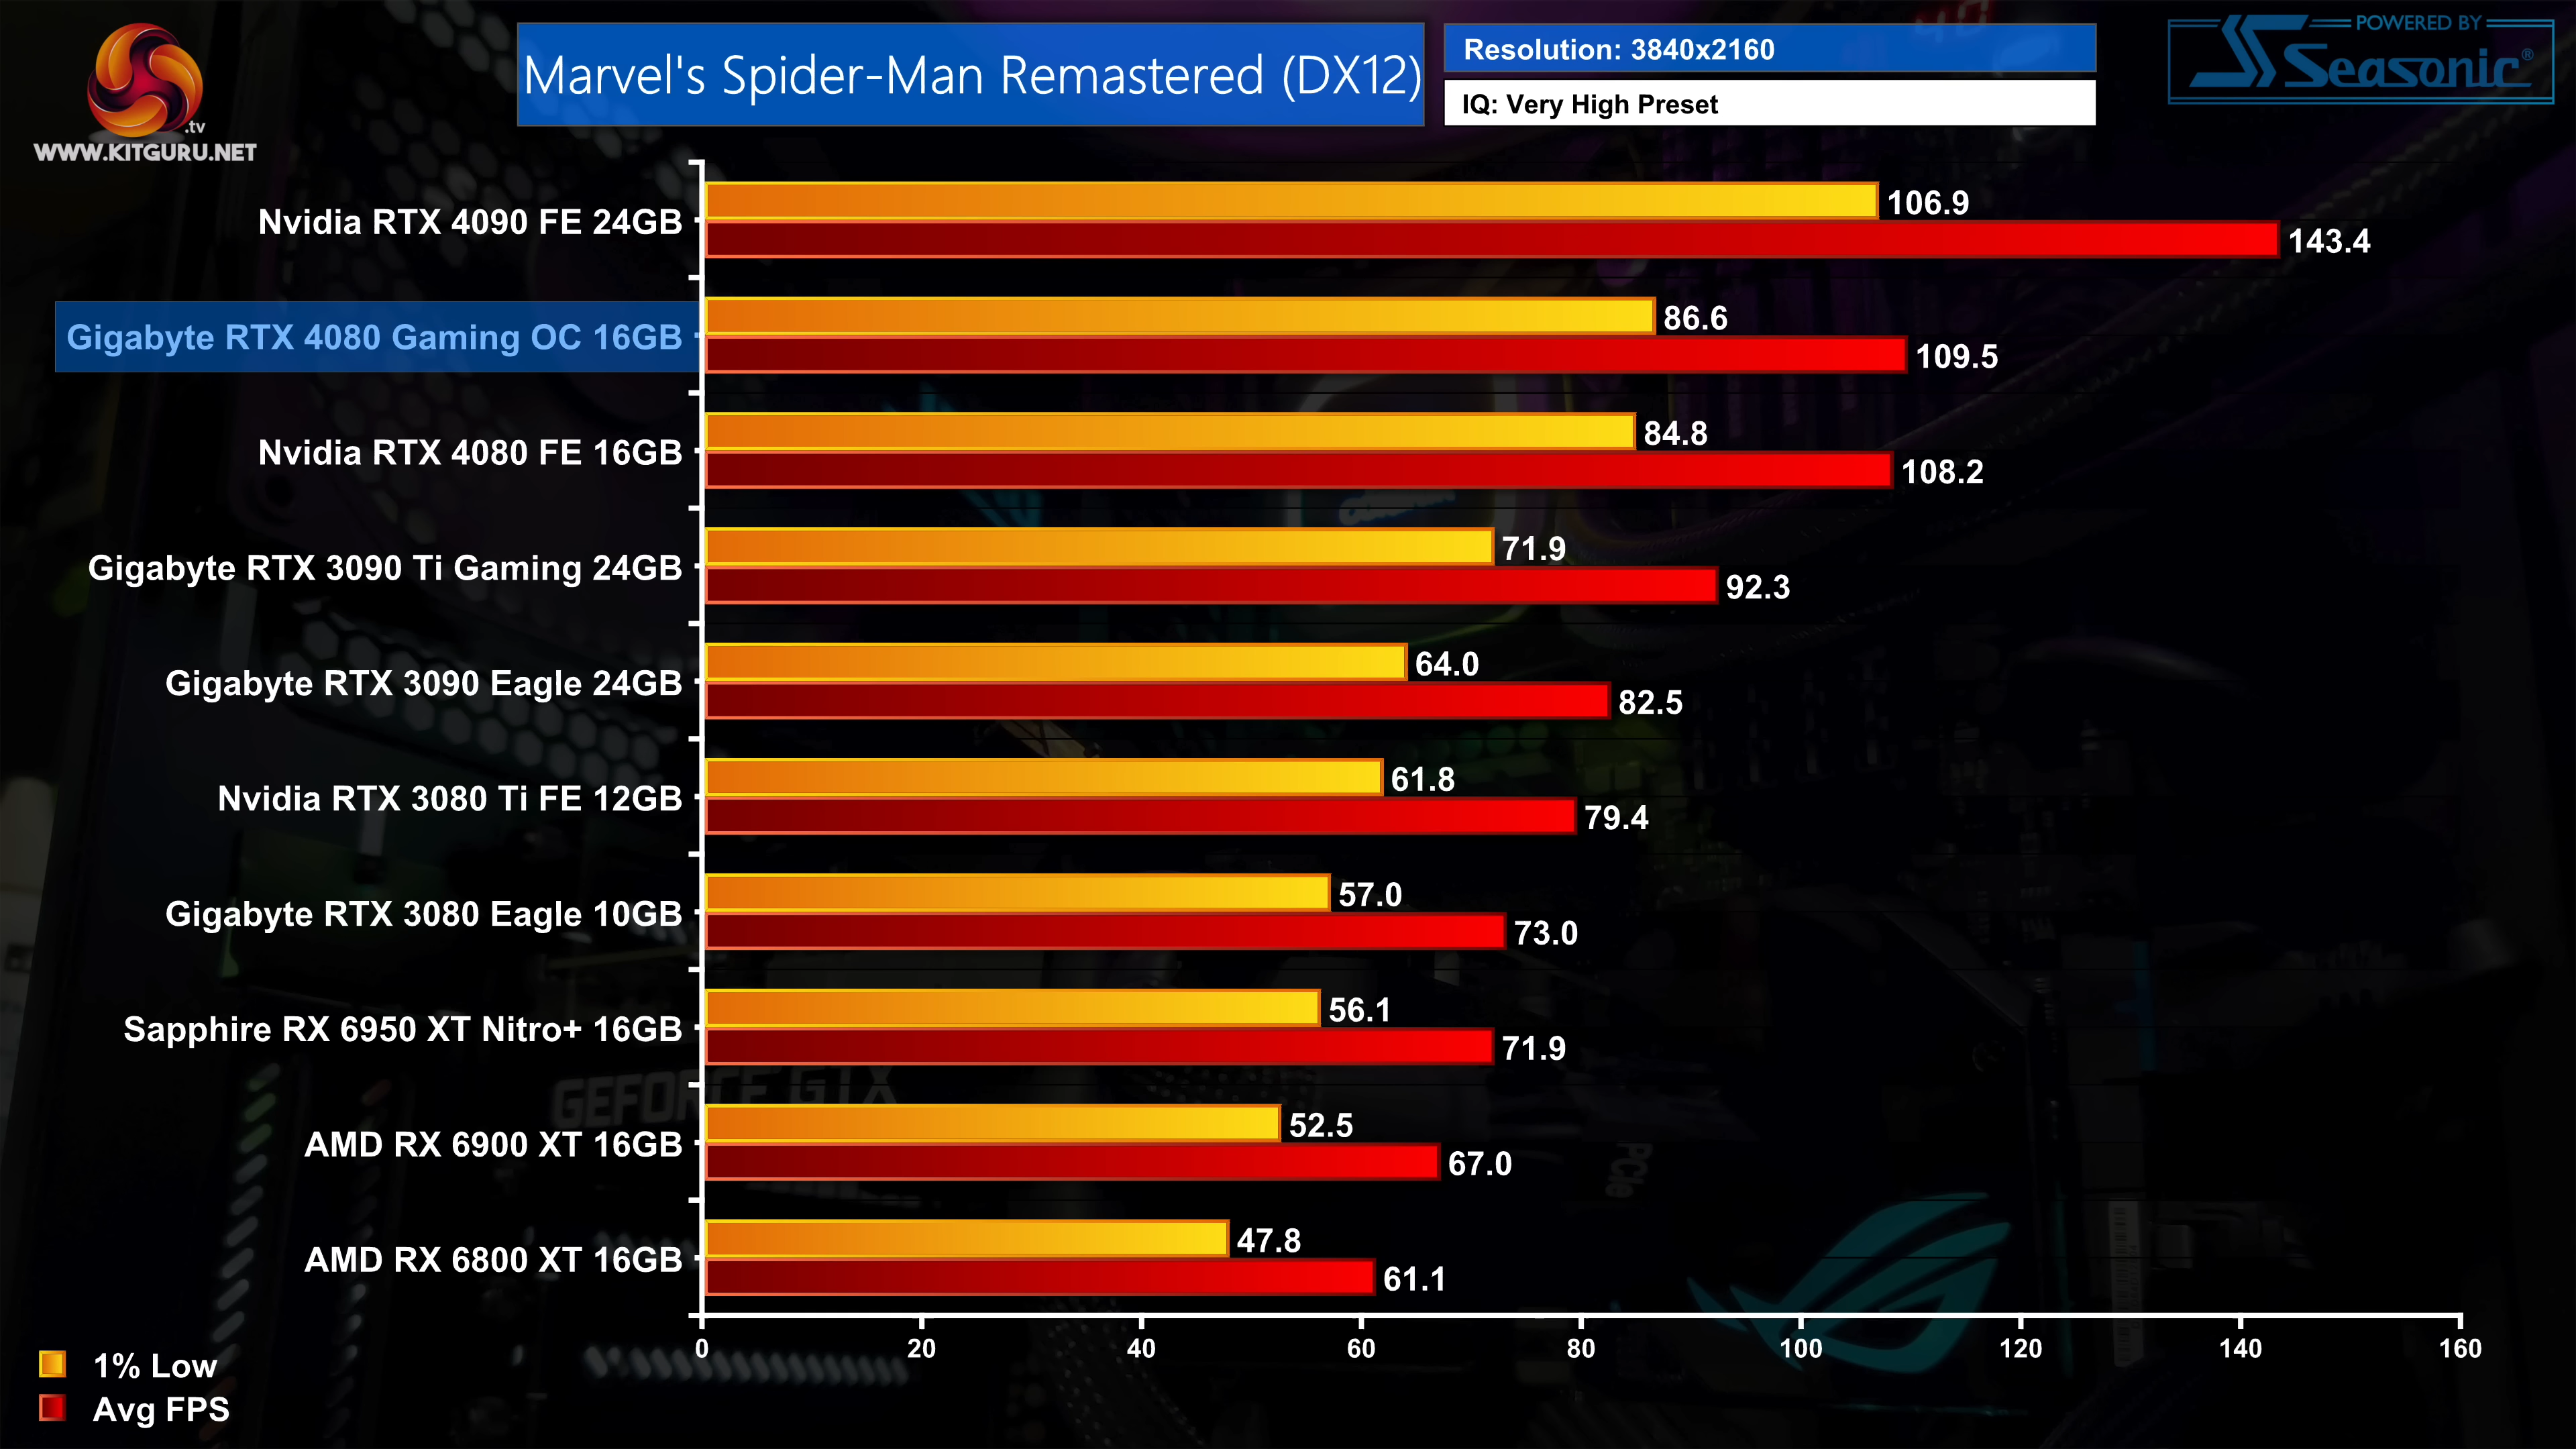 .tv
WWW.KITGURU.NET
Marvel's Spider-Man Remastered (DX12)
Resolution: 3840x2160
IQ: Very High Preset
POWERED BY
Seasonic®
Nvidia RTX 4090 FE 24GB
106.9
143.4
Gigabyte RTX 4080 Gaming OC 16GB
86.6
109.5
Nvidia RTX 4080 FE 16GB
84.8
108.2
Gigabyte RTX 3090 Ti Gaming 24GB
71.9
92.3
Gigabyte RTX 3090 Eagle 24GB
64.0
82.5
Nvidia RTX 3080 Ti FE 12GB
61.8
79.4
Gigabyte RTX 3080 Eagle 10GB
57.0
73.0
Sapphire RX 6950 XT Nitro+ 16GB
56.1
71.9
GEFORCE GTX
AMD RX 6900 XT 16GB
52.5
67.0
PCIe
AMD RX 6800 XT 16GB
47.8
61.1
0 20 40 60 80 100 120 140 160
1% Low
Avg FPS